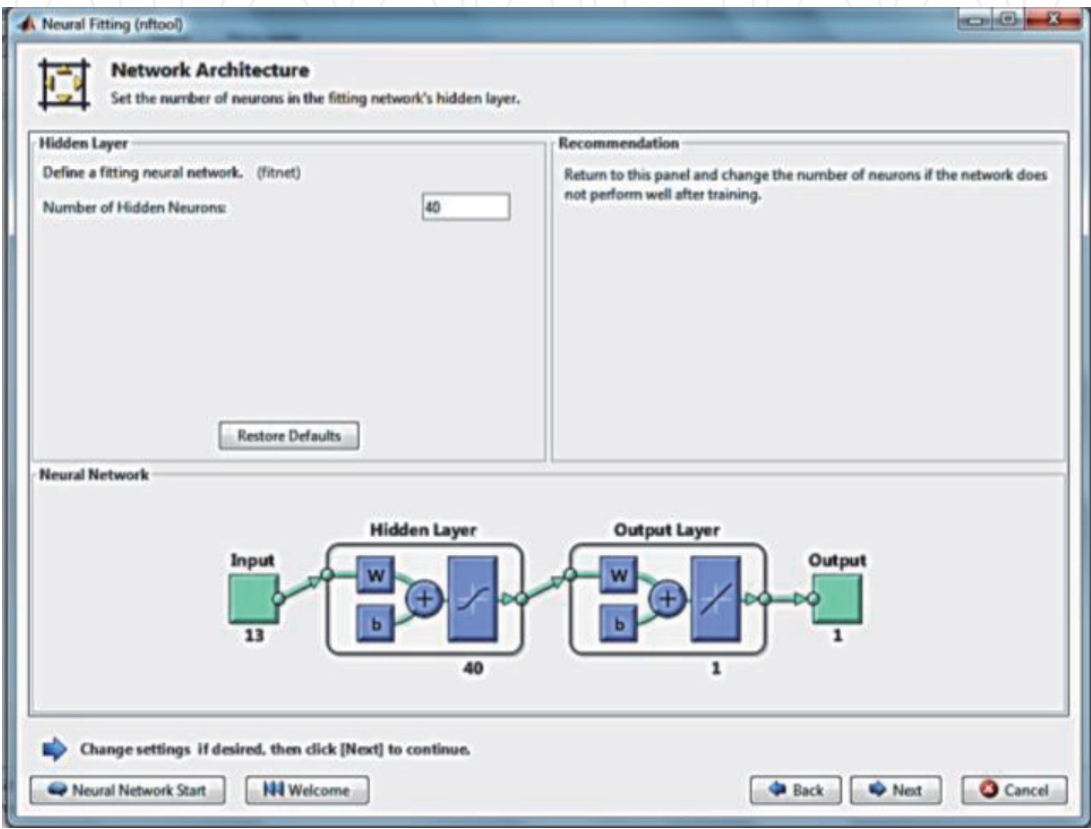 Neural Fitting (nftool)
Network Architecture
Set the number of neurons in the fitting network's hidden layer.
Hidden Layer
Define a fitting neural network. (fitnet)
Number of Hidden Neurons:
40
Restore Defaults
Recommendation
Return to this panel and change the number of neurons if the network does
not perform well after training.
Neural Network
Hidden Layer
Output Layer
Input
Output
W
b
+
W
b
+
13
40
1
1
Change settings if desired, then click [Next] to continue.
Neural Network Start
Welcome
Back
Next
Cancel